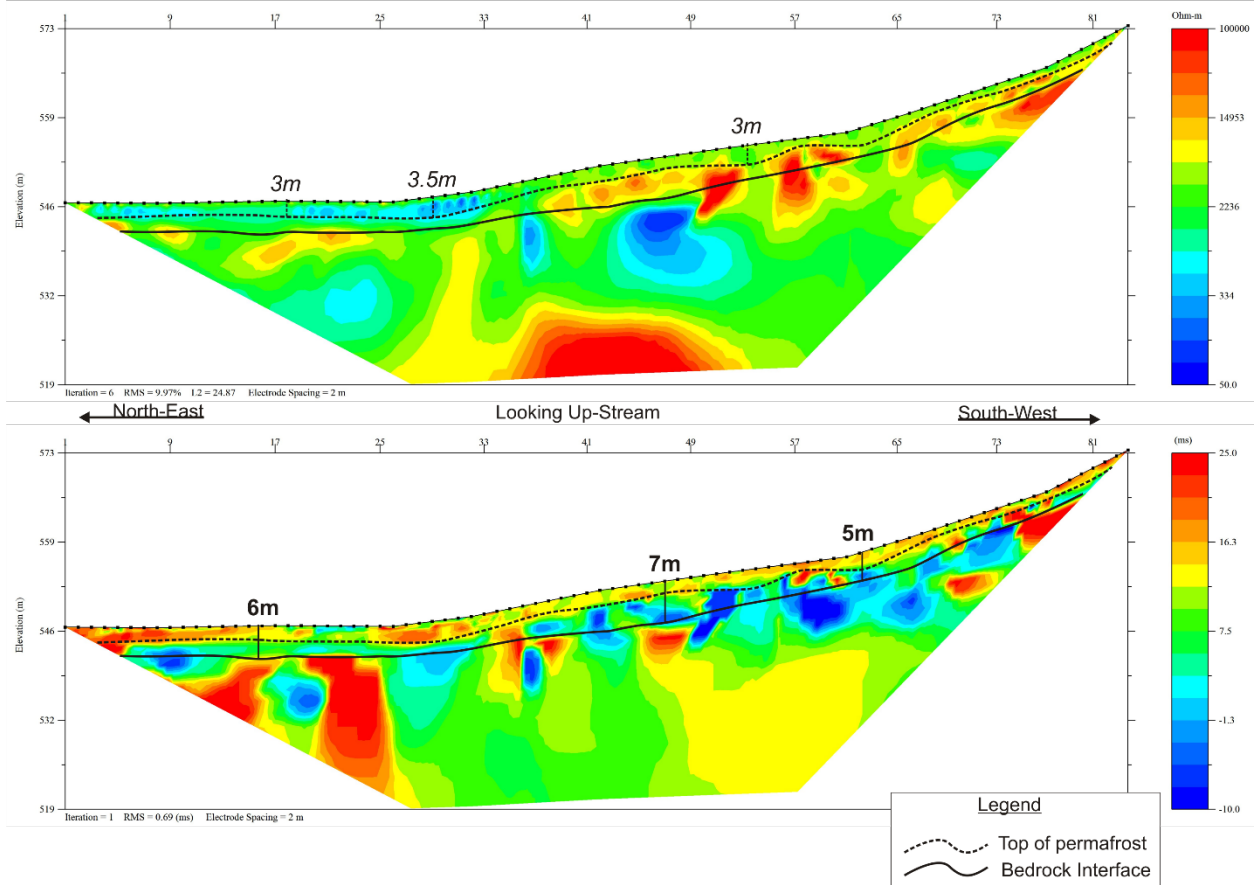 1 9 17 25 33 41 49 57 65 73 81
Ohm-m
573
559
546
532
519
Elevation (m)
3m
3.5m
3m
100000
14953
2236
334
50.0
Iteration = 6 RMS = 9.97% L2 = 24.87 Electrode Spacing = 2 m
North-East Looking Up-Stream South-West
1 9 17 25 33 41 49 57 65 73 81
(ms)
573
559
546
532
519
Elevation (m)
6m
7m
5m
25.0
16.3
7.5
-1.3
-10.0
Iteration = 1 RMS = 0.69 (ms) Electrode Spacing = 2 m
Legend
Top of permafrost
Bedrock Interface